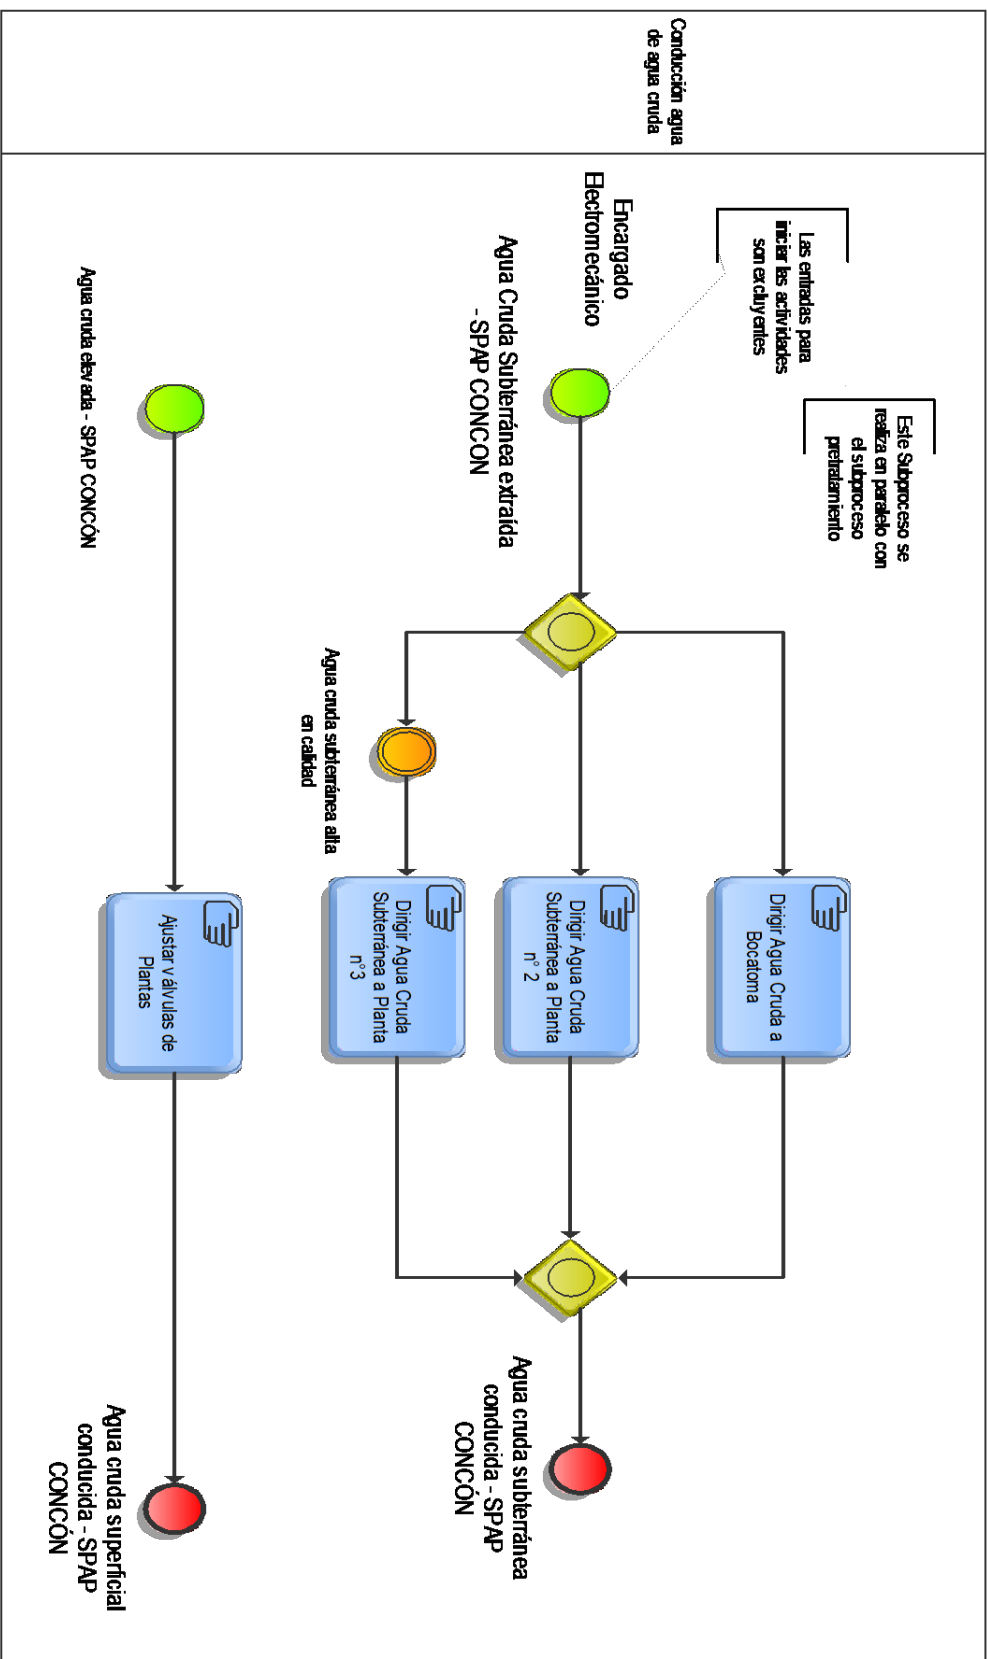 Conducción agua
de agua cruda
Este Subproceso se
realiza en paralelo con
el subproceso
pretratamiento
Las entradas para
iniciar las actividades
son excluyentes
Encargado
Electromecánico
Agua Cruda Subterránea extraída
- SPAP CONCON
Dirigir Agua Cruda a
Bocatoma
Dirigir Agua Cruda
Subterránea a Planta
n° 2
Agua cruda subterránea alta
en calidad
Dirigir Agua Cruda
Subterránea a Planta
n°3
Agua cruda subterránea
conducida - SPAP
CONCÓN
Agua cruda elevada - SPAP CONCÓN
Ajustar válvulas de
Plantas
Agua cruda superficial
conducida - SPAP
CONCÓN